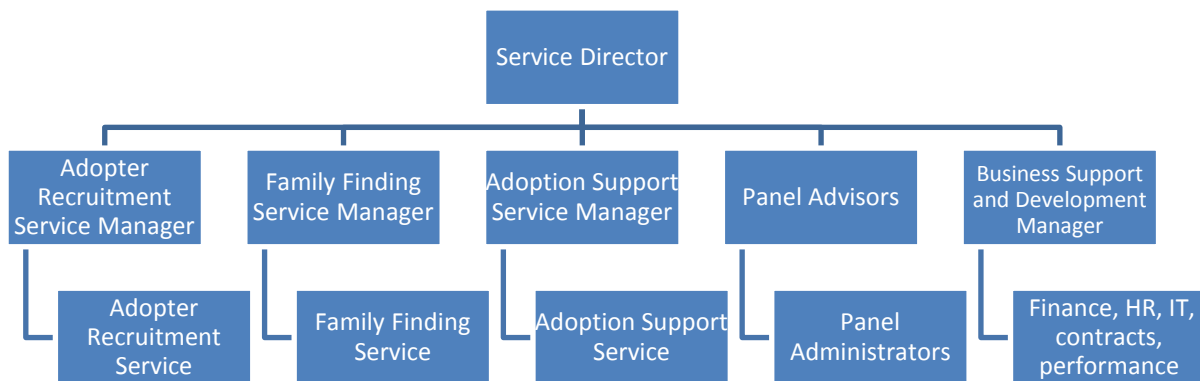 Service Director
Adopter
Recruitment
Service Manager
Family Finding
Service Manager
Adoption Support
Service Manager
Panel Advisors
Business Support
and Development
Manager
Adopter
Recruitment
Service
Family Finding
Service
Adoption Support
Service
Panel
Administrators
Finance, HR, IT,
contracts,
performance